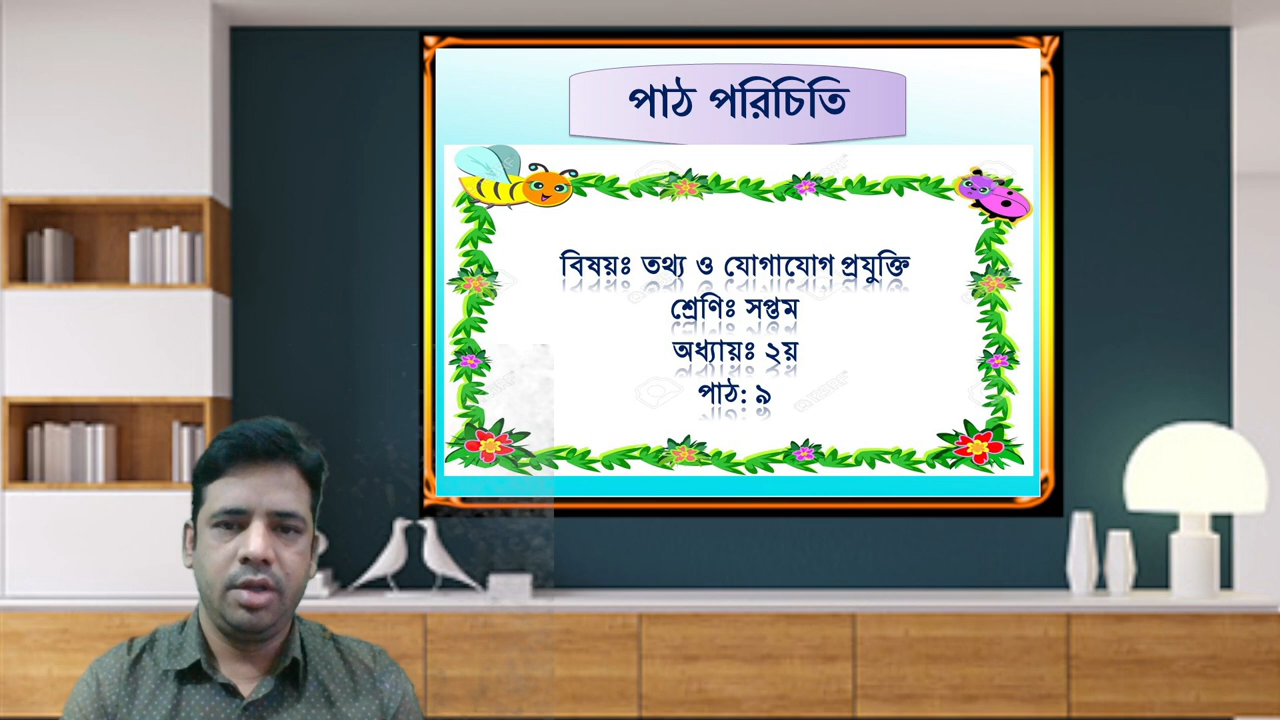 পাঠ পরিচিতি
বিষয়ঃ তথ্য ও যোগাযোগ প্রযুক্তি
শ্রেণিঃ সপ্তম
অধ্যায়ঃ ২য়
পাঠ: ৯